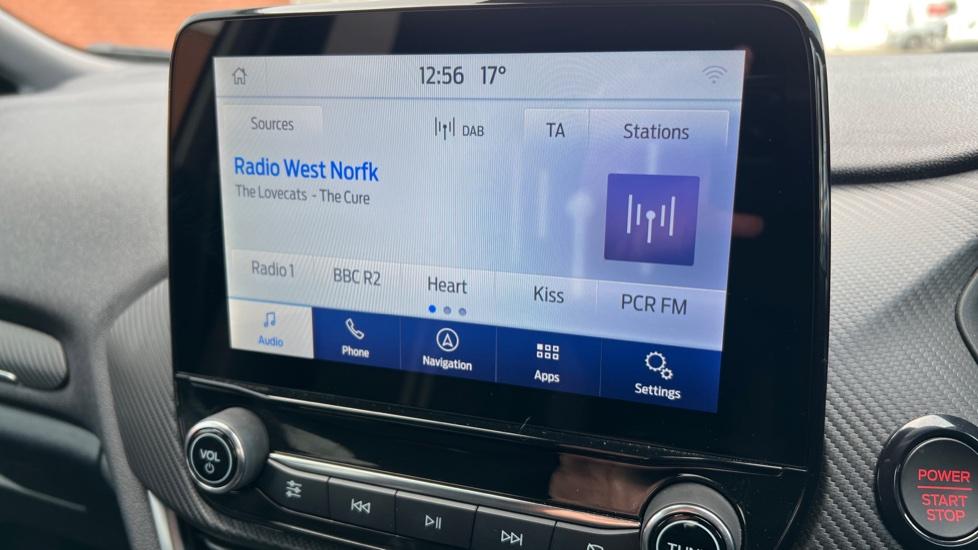 12:56 17°
Sources DAB TA Stations
Radio West Norfk
The Lovecats - The Cure
Radio 1 BBC R2 Heart Kiss PCR FM
Audio Phone Navigation Apps Settings
VOL
POWER
START
STOP